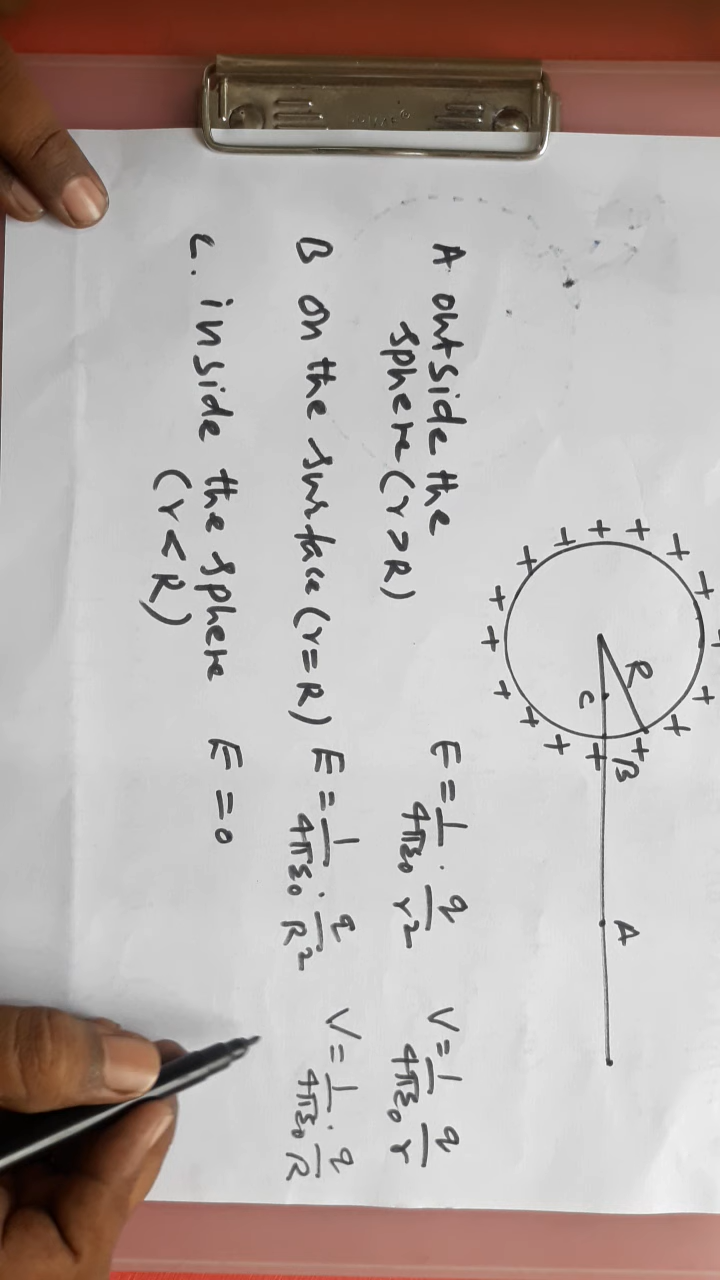 R
C
B
A
A outside the
sphere (r>R)
E = 1/4πε0 · q/r2
V = 1/4πε0 q/r
B on the surface (r=R)
E = 1/4πε0 · q/R2
V = 1/4πε0 · q/R
C. inside the sphere
(r<R)
E = 0